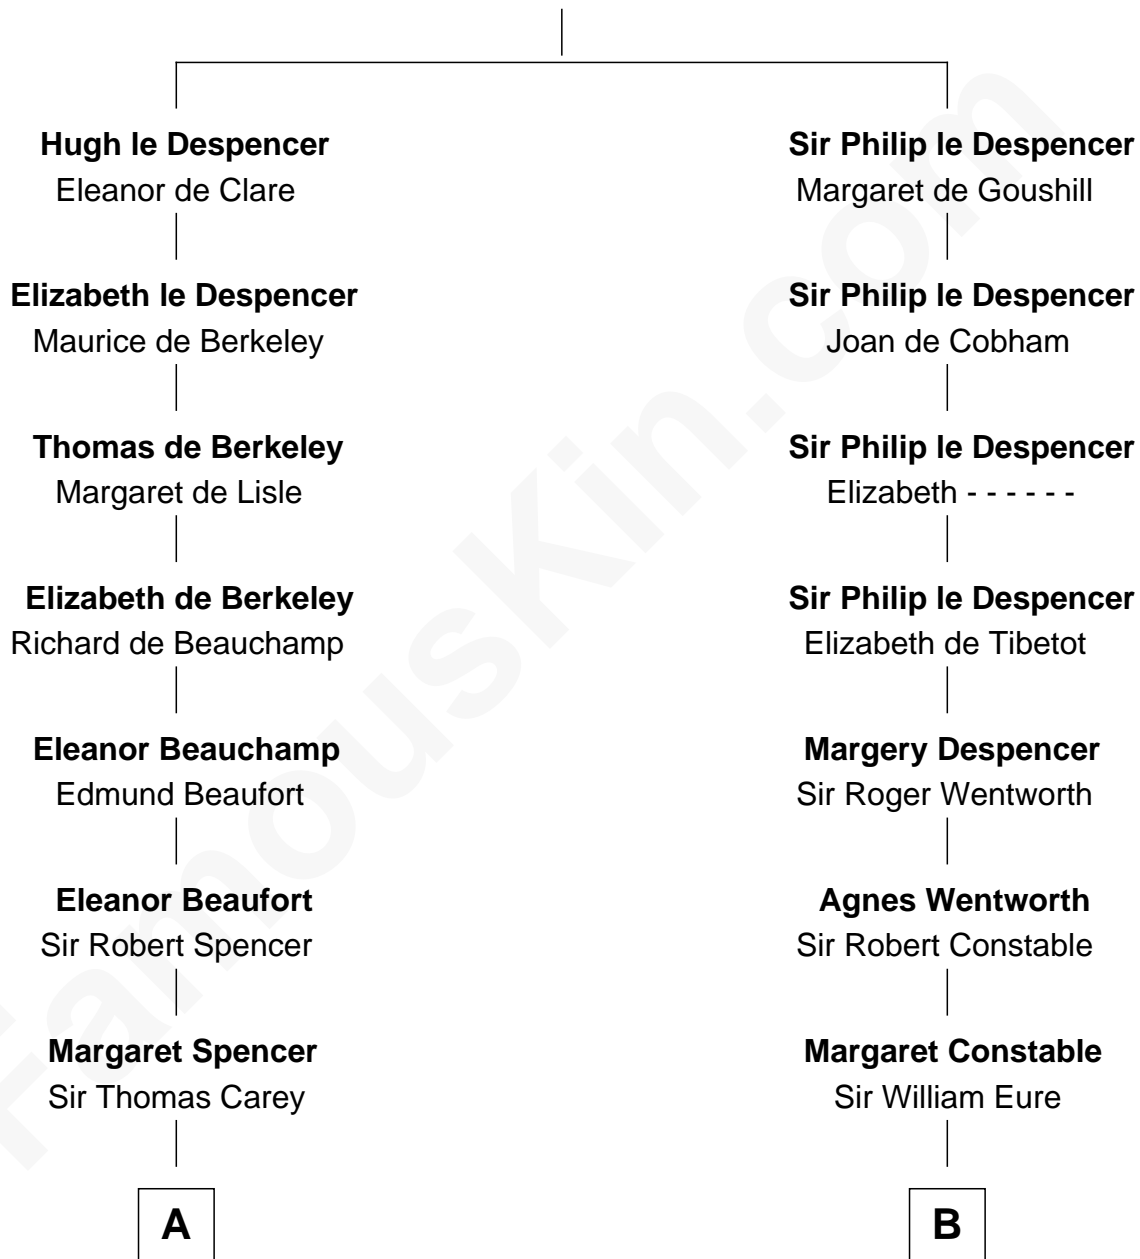 Hugh le Despencer
Eleanor de Clare
Elizabeth le Despencer
Maurice de Berkeley
Thomas de Berkeley
Margaret de Lisle
Elizabeth de Berkeley
Richard de Beauchamp
Eleanor Beauchamp
Edmund Beaufort
Eleanor Beaufort
Sir Robert Spencer
Margaret Spencer
Sir Thomas Carey
A
Sir Philip le Despencer
Margaret de Goushill
Sir Philip le Despencer
Joan de Cobham
Sir Philip le Despencer
Elizabeth - - - - - -
Sir Philip le Despencer
Elizabeth de Tibetot
Margery Despencer
Sir Roger Wentworth
Agnes Wentworth
Sir Robert Constable
Margaret Constable
Sir William Eure
B
FamousKin.com